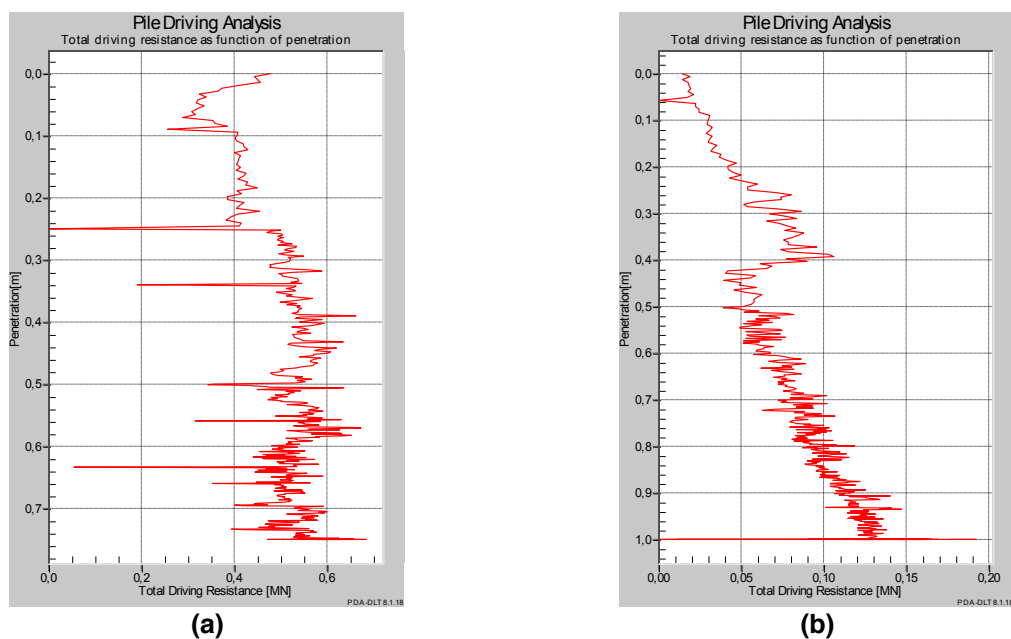 Pile Driving Analysis
Total driving resistance as function of penetration
0,0
0,1
0,2
0,3
0,4
0,5
0,6
0,7
Penetration[m]
0,0 0,2 0,4 0,6
Total Driving Resistance [MN]
PDA-DLT 8.1.18
(a)
Pile Driving Analysis
Total driving resistance as function of penetration
0,0
0,1
0,2
0,3
0,4
0,5
0,6
0,7
0,8
0,9
1,0
Penetration[m]
0,00 0,05 0,10 0,15 0,20
Total Driving Resistance [MN]
PDA-DLT 8.1.18
(b)